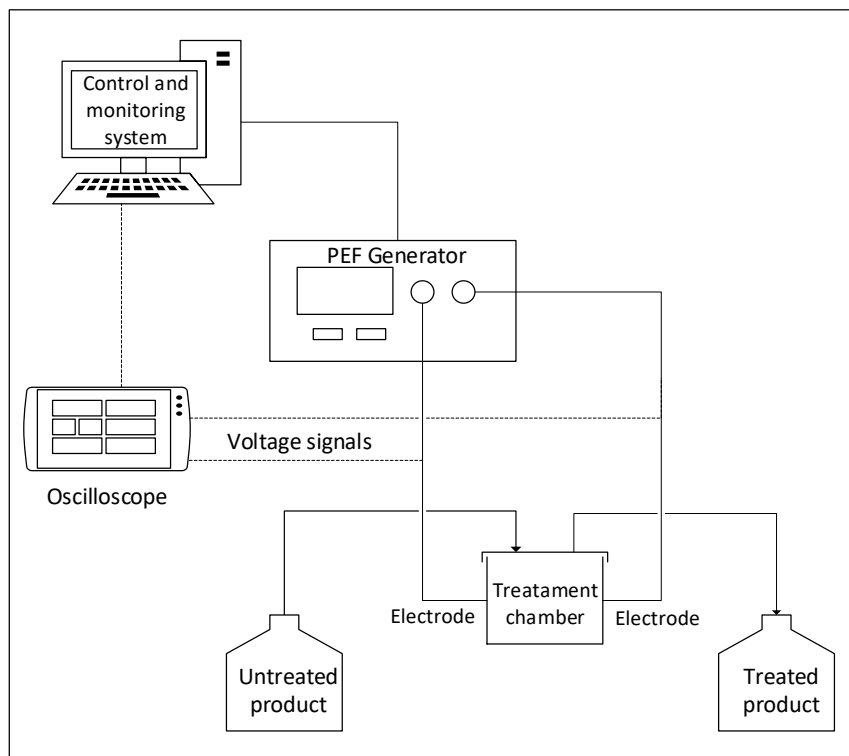 Control and
monitoring
system
PEF Generator
Voltage signals
Oscilloscope
Treatament
chamber
Electrode
Electrode
Untreated
product
Treated
product